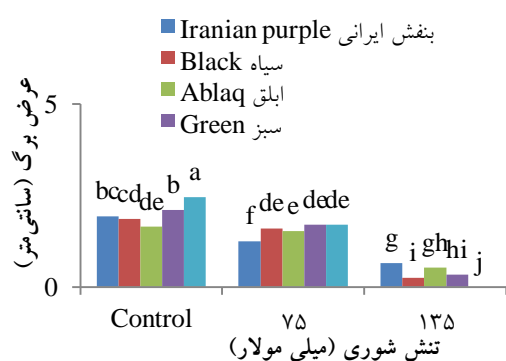 Iranian purple بنفش ایرانی
Black سیاه
Ablaq ابلق
Green سبز
عرض برگ (سانتی متر)
5
0
bc cd de b a
f de e de de
g i gh hi j
Control ۷۵ ۱۳۵
تنش شوری (میلی مولار)